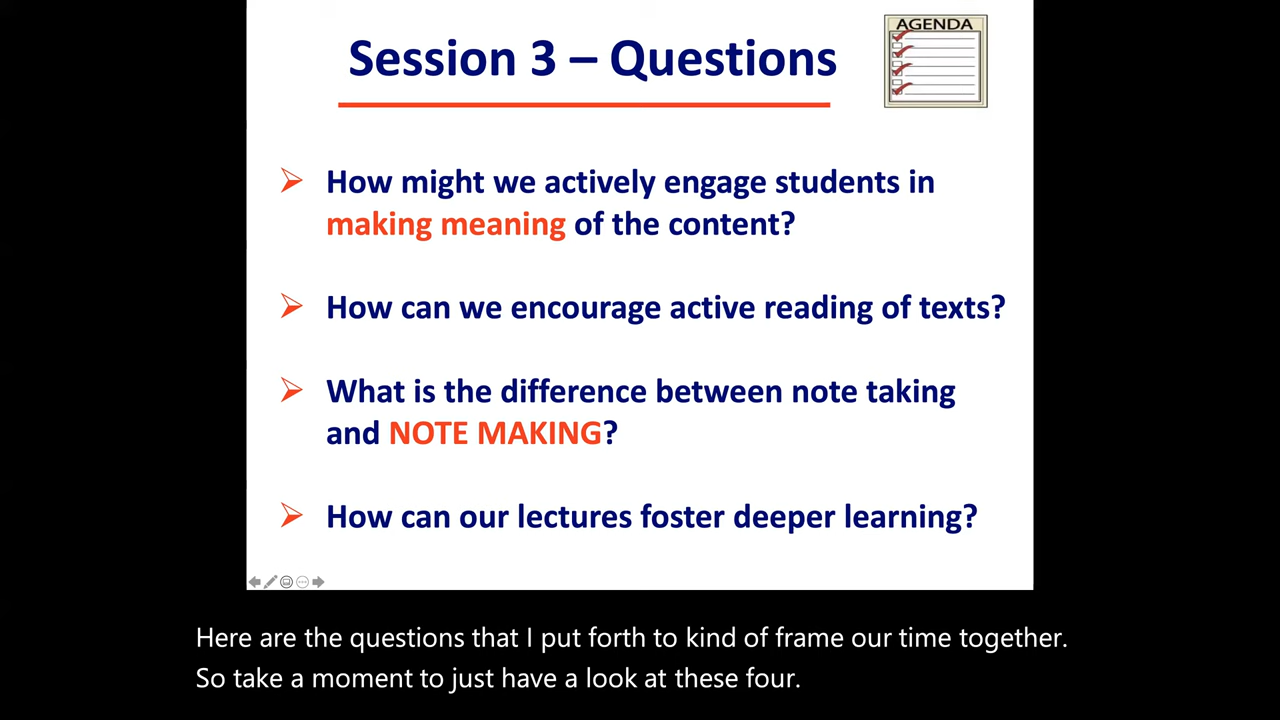 AGENDA
Session 3 – Questions
How might we actively engage students in
making meaning of the content?
How can we encourage active reading of texts?
What is the difference between note taking
and NOTE MAKING?
How can our lectures foster deeper learning?
Here are the questions that I put forth to kind of frame our time together.
So take a moment to just have a look at these four.